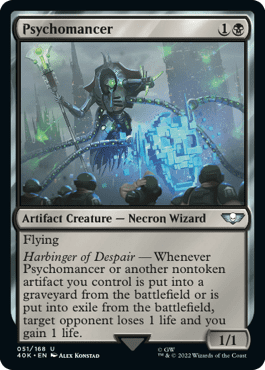 Psychomancer 1
Artifact Creature — Necron Wizard
Flying
Harbinger of Despair — Whenever
Psychomancer or another nontoken
artifact you control is put into a
graveyard from the battlefield or is
put into exile from the battlefield,
target opponent loses 1 life and you
gain 1 life.
1/1
051/168 U
40K • EN ALEX KONSTAD
© GW
™ & © 2022 Wizards of the Coast